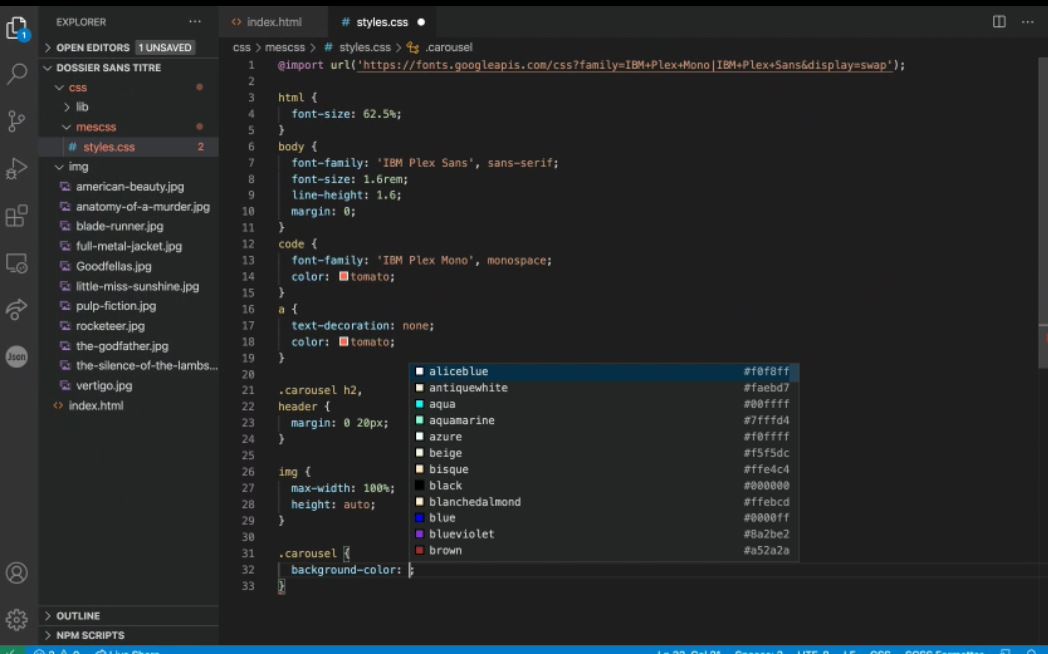 EXPLORER ...
index.html
# styles.css
OPEN EDITORS 1 UNSAVED
css > mescss > # styles.css > .carousel
DOSSIER SANS TITRE
css
lib
mescss
# styles.css 2
img
american-beauty.jpg
anatomy-of-a-murder.jpg
blade-runner.jpg
full-metal-jacket.jpg
Goodfellas.jpg
little-miss-sunshine.jpg
pulp-fiction.jpg
rocketeer.jpg
the-godfather.jpg
the-silence-of-the-lambs...
vertigo.jpg
<> index.html
OUTLINE
NPM SCRIPTS
1
Json
1 @import url('https://fonts.googleapis.com/css?family=IBM+Plex+Mono|IBM+Plex+Sans&display=swap');
2
3 html {
4 font-size: 62.5%;
5 }
6 body {
7 font-family: 'IBM Plex Sans', sans-serif;
8 font-size: 1.6rem;
9 line-height: 1.6;
10 margin: 0;
11 }
12 code {
13 font-family: 'IBM Plex Mono', monospace;
14 color: tomato;
15 }
16 a {
17 text-decoration: none;
18 color: tomato;
19 }
20
21 .carousel h2,
22 header {
23 margin: 0 20px;
24 }
25
26 img {
27 max-width: 100%;
28 height: auto;
29 }
30
31 .carousel {
32 background-color: ;
33 }
aliceblue #f0f8ff
antiquewhite #faebd7
aqua #00ffff
aquamarine #7fffd4
azure #f0ffff
beige #f5f5dc
bisque #ffe4c4
black #000000
blanchedalmond #ffebcd
blue #0000ff
blueviolet #8a2be2
brown #a52a2a